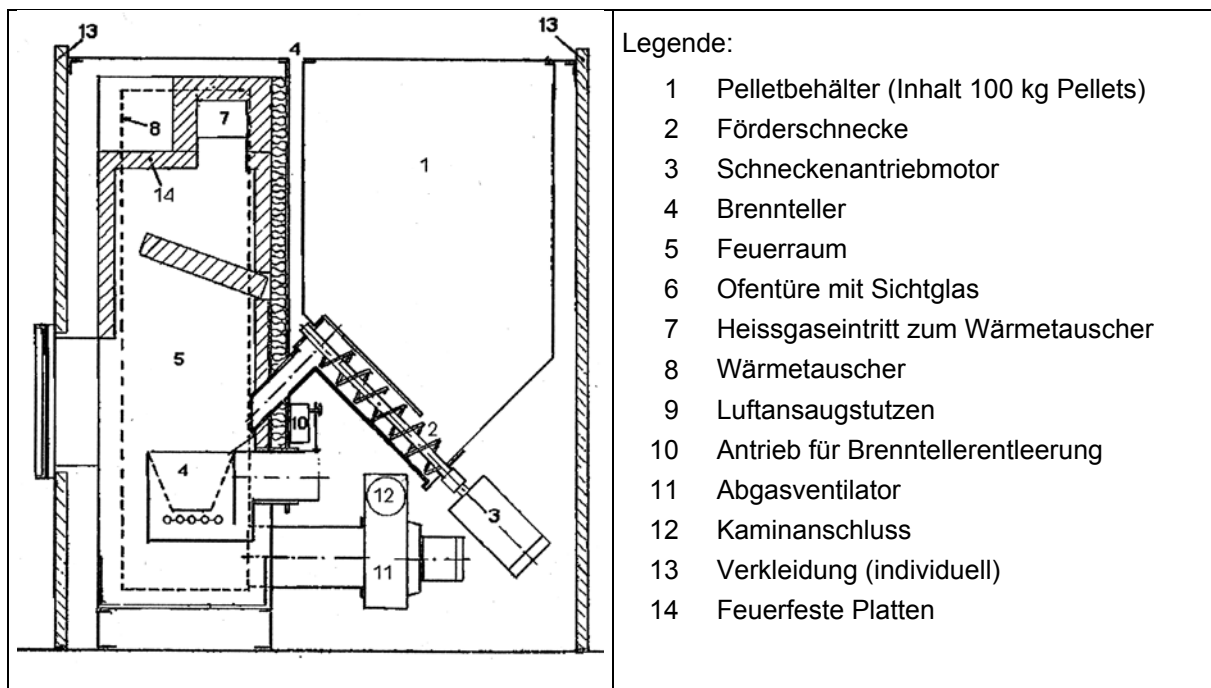 13
4
13
8
7
1
14
5
10
2
4
12
3
11
Legende:
1 Pelletbehälter (Inhalt 100 kg Pellets)
2 Förderschnecke
3 Schneckenantriebmotor
4 Brennteller
5 Feuerraum
6 Ofentüre mit Sichtglas
7 Heissgaseintritt zum Wärmetauscher
8 Wärmetauscher
9 Luftansaugstutzen
10 Antrieb für Brenntellerentleerung
11 Abgasventilator
12 Kaminanschluss
13 Verkleidung (individuell)
14 Feuerfeste Platten